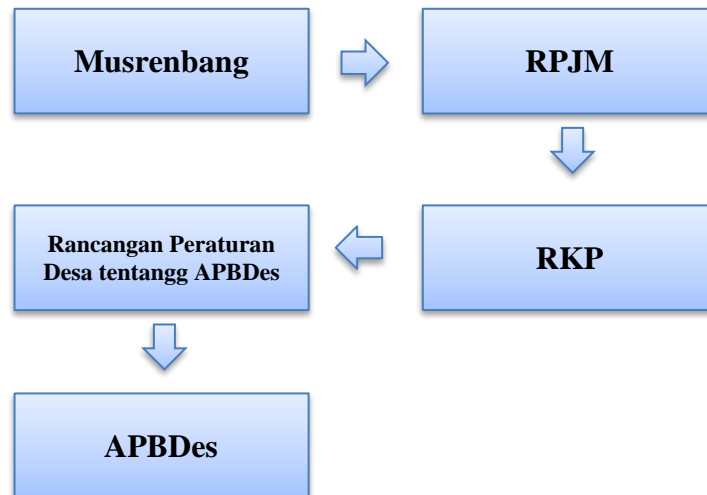 Musrenbang
RPJM
RKP
Rancangan Peraturan
Desa tentangg APBDes
APBDes